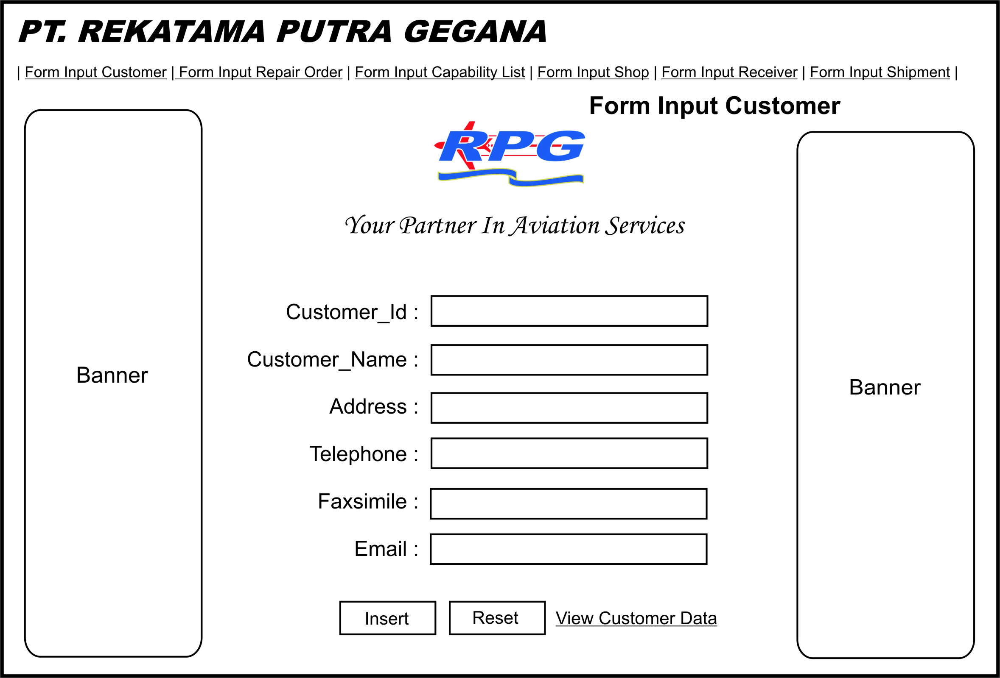 PT. REKATAMA PUTRA GEGANA
| Form Input Customer | Form Input Repair Order | Form Input Capability List | Form Input Shop | Form Input Receiver | Form Input Shipment |
Form Input Customer
RPG
Your Partner In Aviation Services
Customer_Id :
Customer_Name :
Banner
Banner
Address :
Telephone :
Faxsimile :
Email :
Insert Reset View Customer Data